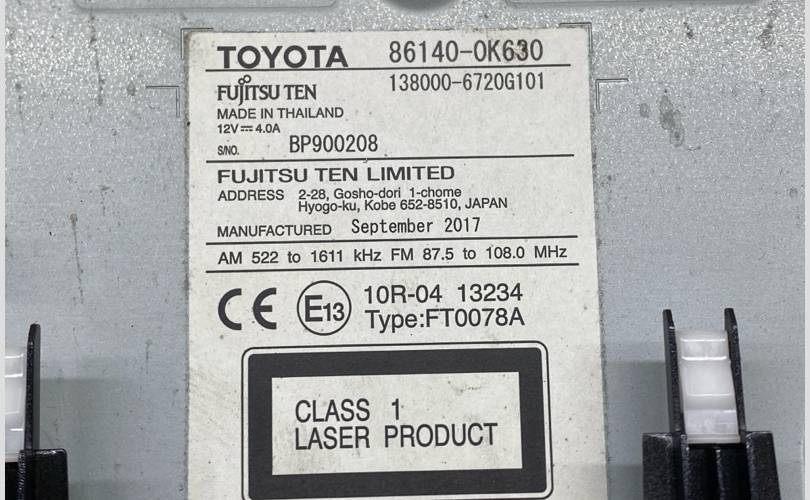 TOYOTA 86140-0K630
FUJITSU TEN 138000-6720G101
MADE IN THAILAND
12V⎓4.0A
S/NO. BP900208
FUJITSU TEN LIMITED
ADDRESS 2-28, Gosho-dori 1-chome
Hyogo-ku, Kobe 652-8510, JAPAN
MANUFACTURED September 2017
AM 522 to 1611 kHz FM 87.5 to 108.0 MHz
CE E13 10R-04 13234
Type:FT0078A
CLASS 1
LASER PRODUCT